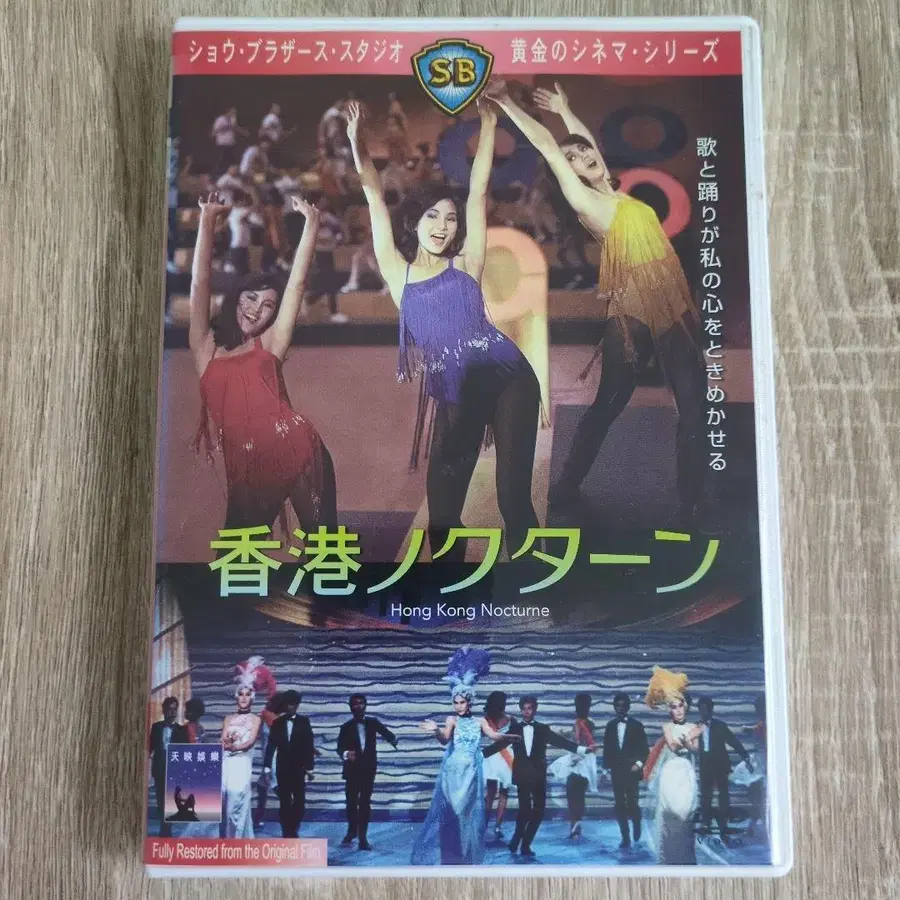 ショウ・ブラザース・スタジオ
SB
黄金のシネマ・シリーズ
歌と踊りが私の心をときめかせる
香港ノクターン
Hong Kong Nocturne
天映娯樂
Fully Restored from the Original Film